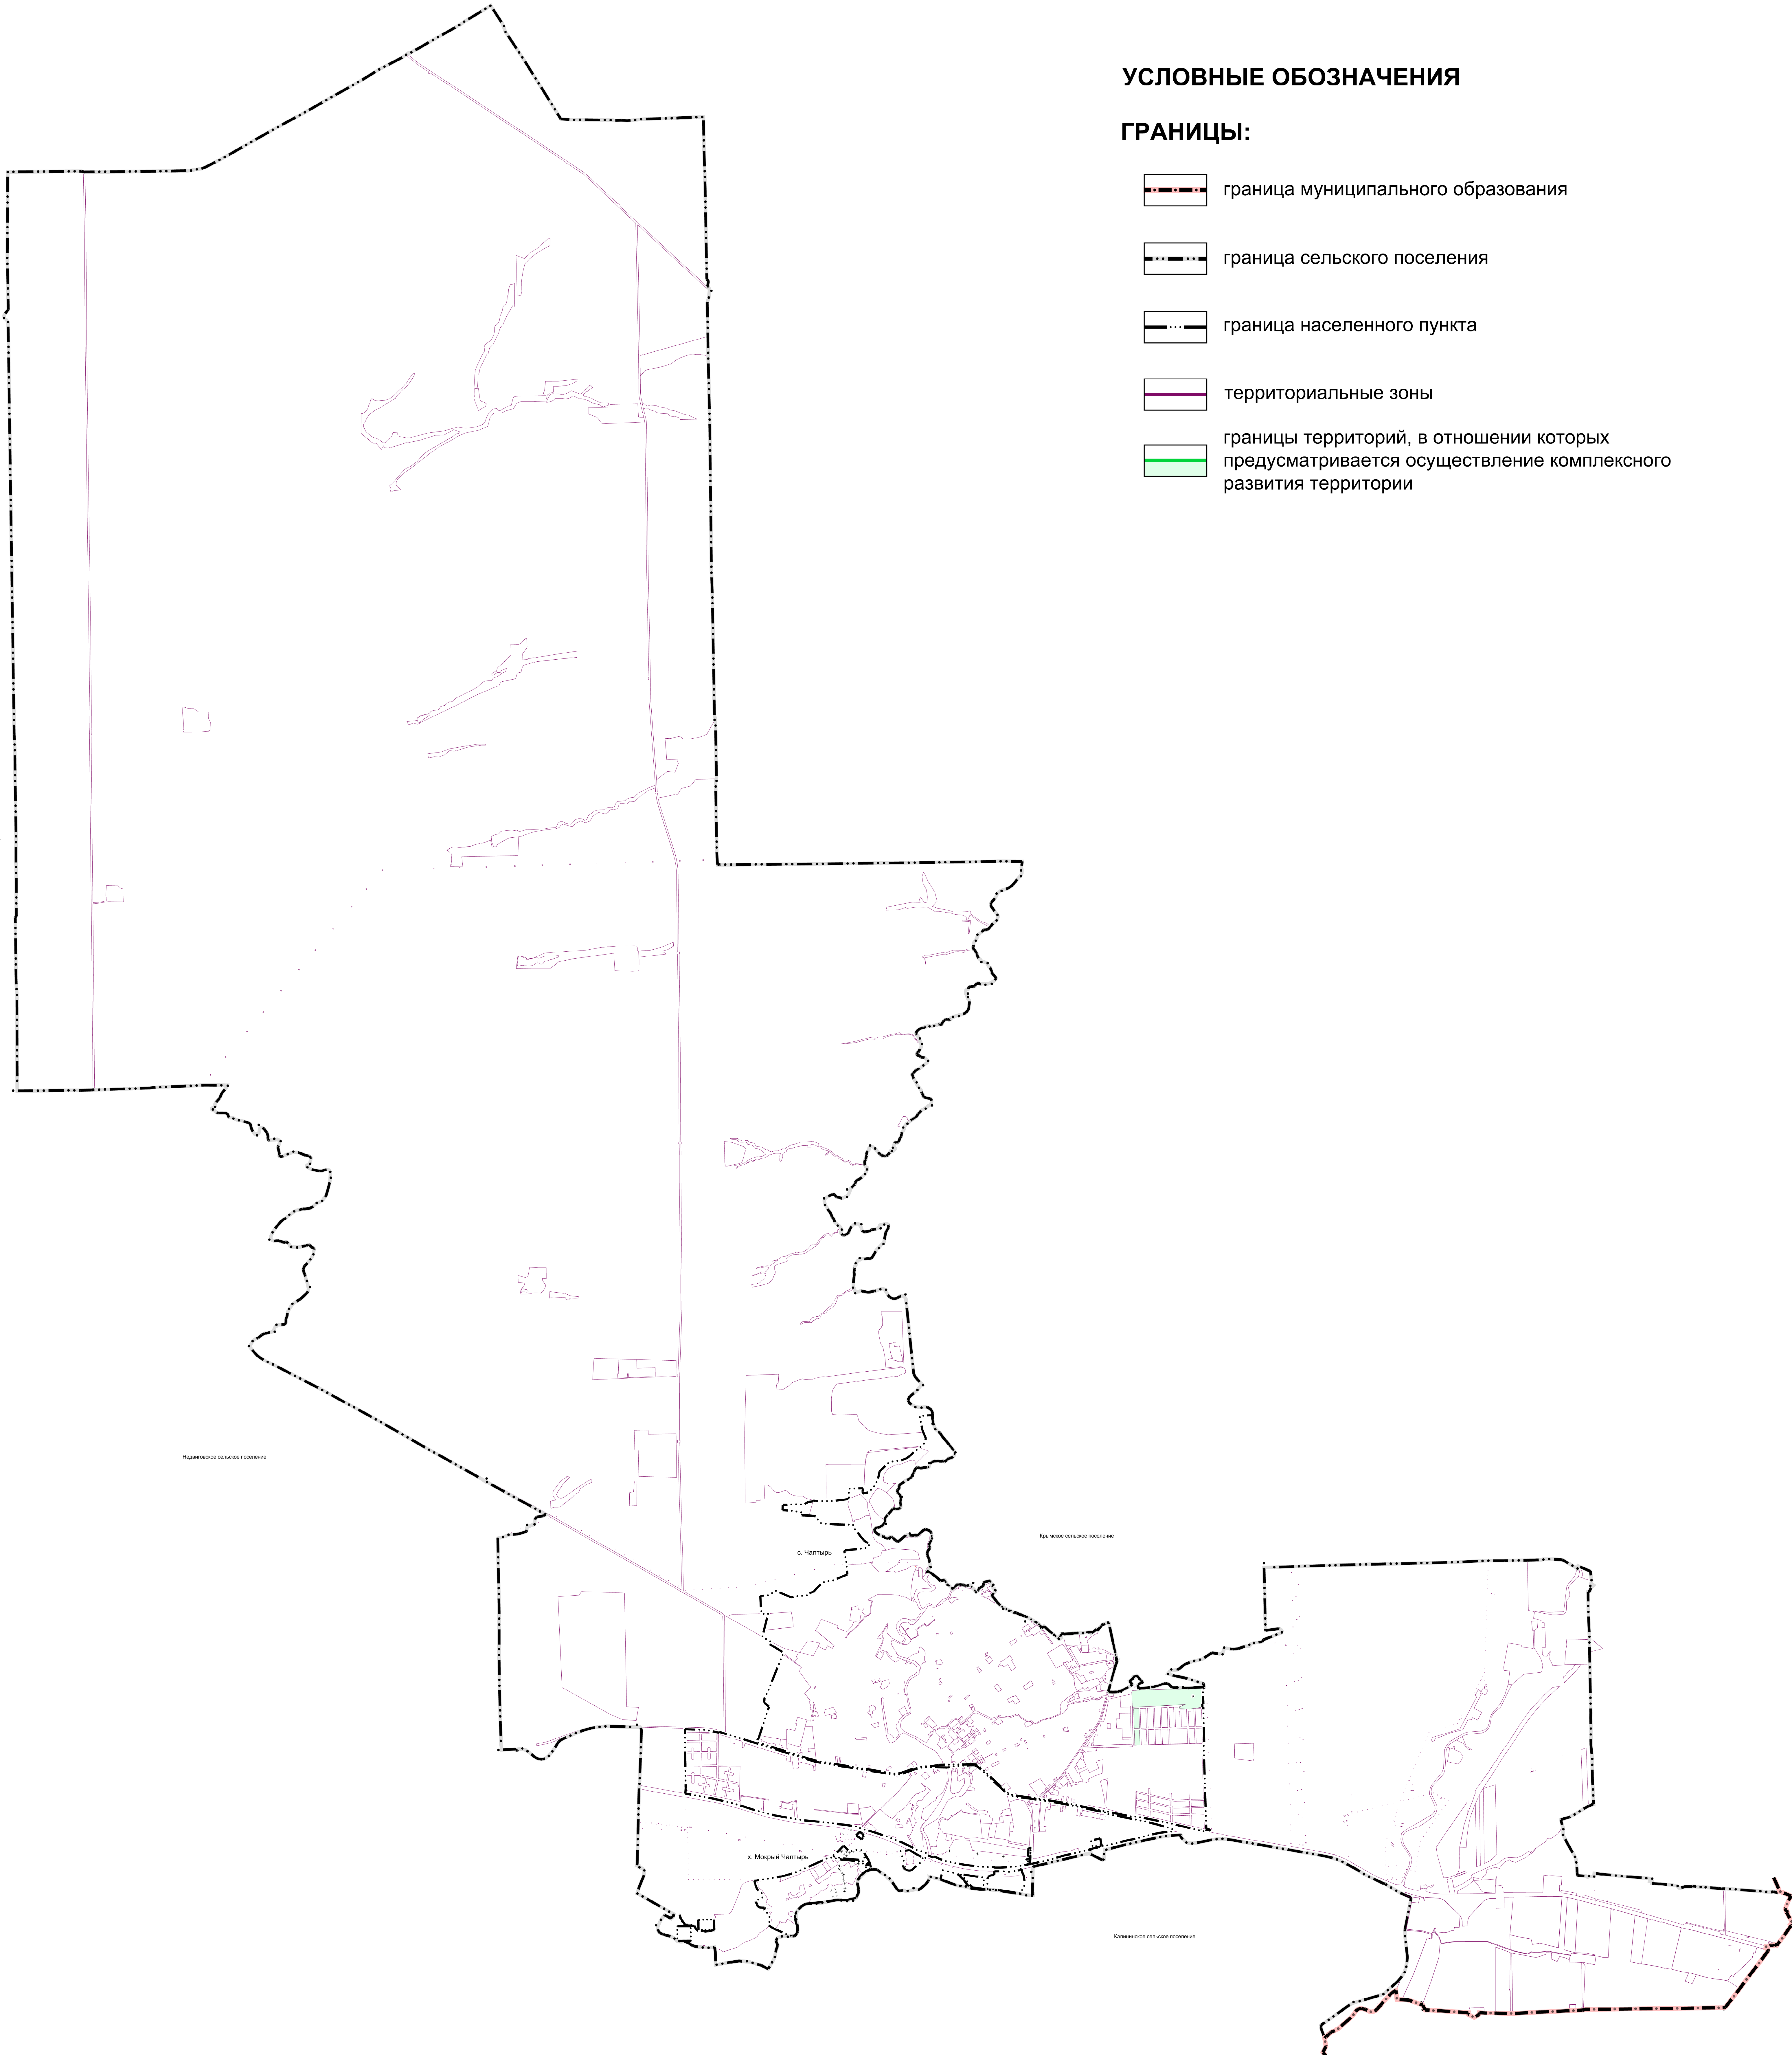 УСЛОВНЫЕ ОБОЗНАЧЕНИЯ
ГРАНИЦЫ:
граница муниципального образования
граница сельского поселения
граница населенного пункта
территориальные зоны
границы территорий, в отношении которых
предусматривается осуществление комплексного
развития территории
Недвиговское сельское поселение
Крымское сельское поселение
с. Чалтырь
х. Мокрый Чалтырь
Калининское сельское поселение